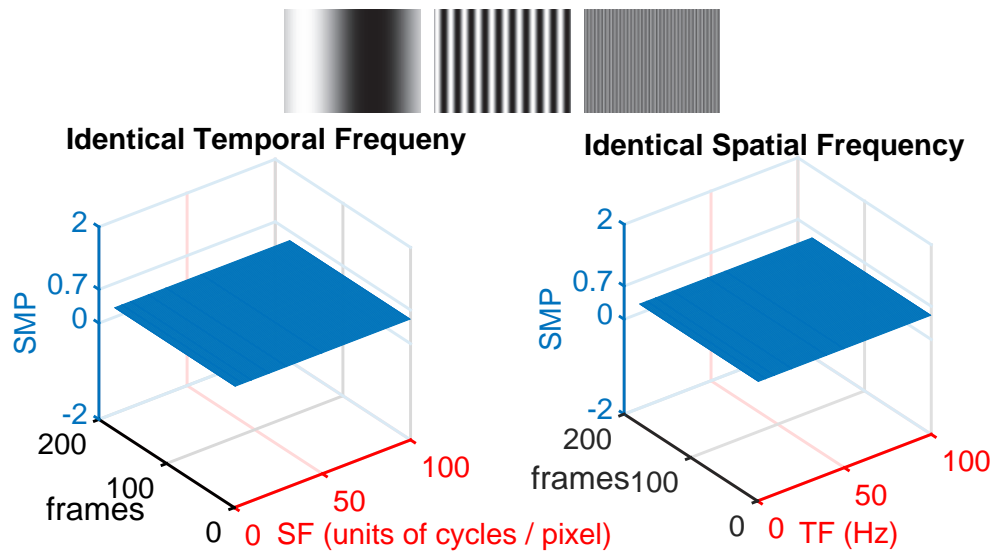 Identical Temporal Frequeny
2
0.7
0
-2
SMP
200
100
0
frames
0
50
100
SF (units of cycles / pixel)
Identical Spatial Frequency
2
0.7
0
-2
SMP
200
100
0
frames
0
50
100
TF (Hz)